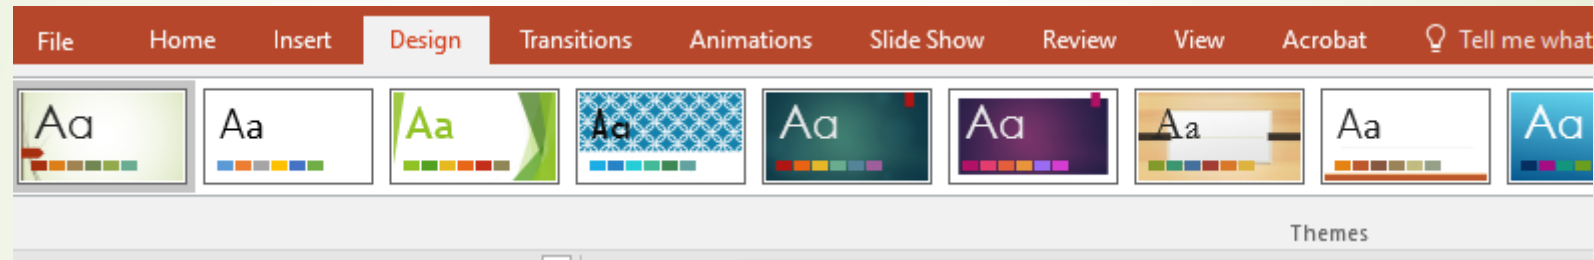 File Home Insert Design Transitions Animations Slide Show Review View Acrobat Tell me what
Aa Aa Aa Aa Aa Aa Aa Aa Aa
Themes